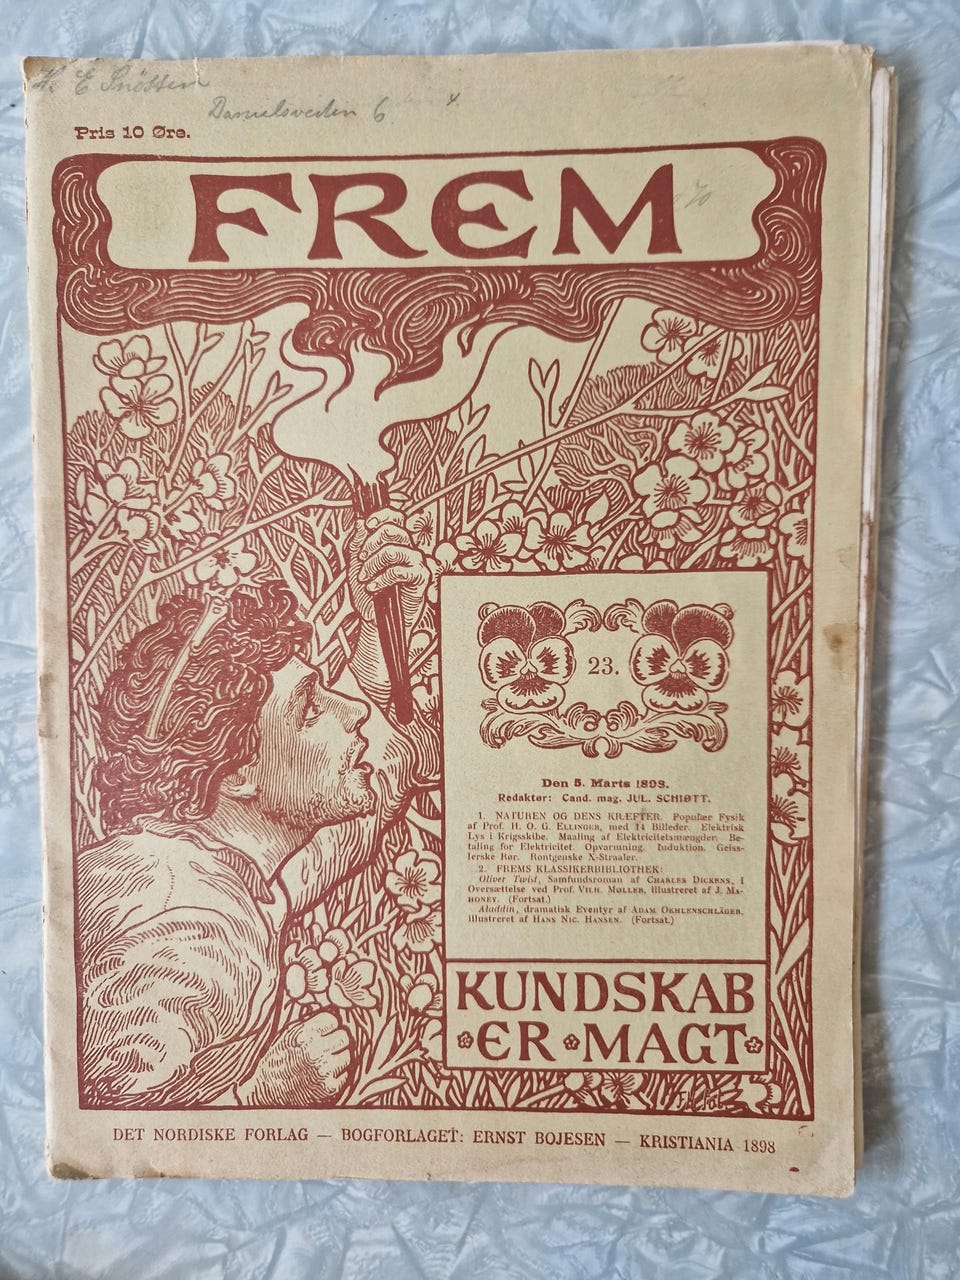 H. E.
Danielsveien 6 4.
Pris 10 Øre.
FREM
23.
Den 5. Marts 1898.
Redaktør: Cand. mag. JUL. SCHIØTT.
1. NATUREN OG DENS KRÆFTER. Populær Fysik
af Prof. H. O. G. ELLINGER, med 14 Billeder. Elektrisk
Lys i Krigsskibe. Maaling af Elektricitetsmængder. Be-
taling for Elektricitet. Opvarmning. Induktion. Geiss-
lerske Rør. Röntgenske X-Straaler.
2. FREMS KLASSIKERBIBLIOTHEK:
Oliver Twist, Samfundsroman af CHARLES DICKENS, i
Oversættelse ved Prof. VILH. MØLLER, illustreret af J. MA-
HONEY. (Fortsat.)
Aladdin, dramatisk Eventyr af ADAM OEHLENSCHLÄGER,
illustreret af HANS NIC. HANSEN. (Fortsat.)
KUNDSKAB
ER MAGT
DET NORDISKE FORLAG — BOGFORLAGET: ERNST BOJESEN — KRISTIANIA 1898